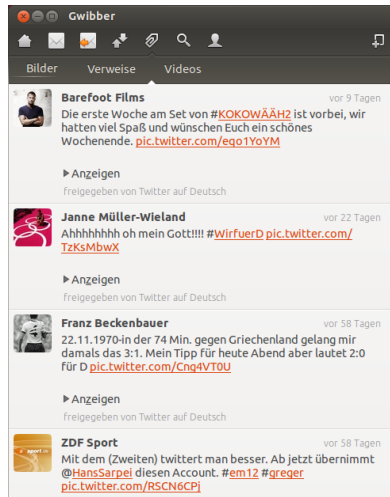 Gwibber
Bilder Verweise Videos
Barefoot Films vor 9 Tagen
Die erste Woche am Set von #KOKOWÄÄH2 ist vorbei, wir
hatten viel Spaß und wünschen Euch ein schönes
Wochenende. pic.twitter.com/eqo1YoYM
Anzeigen
freigegeben von Twitter auf Deutsch
Janne Müller-Wieland vor 22 Tagen
Ahhhhhhhh oh mein Gott!!!! #WirfuerD pic.twitter.com/
TzKsMbwX
Anzeigen
freigegeben von Twitter auf Deutsch
Franz Beckenbauer vor 58 Tagen
22.11.1970-in der 74 Min. gegen Griechenland gelang mir
damals das 3:1. Mein Tipp für heute Abend aber lautet 2:0
für D pic.twitter.com/Cnq4VT0U
Anzeigen
freigegeben von Twitter auf Deutsch
sport.de
ZDF Sport vor 58 Tagen
Mit dem (Zweiten) twittert man besser. Ab jetzt übernimmt
@HansSarpei diesen Account. #em12 #greger
pic.twitter.com/RSCN6CPj